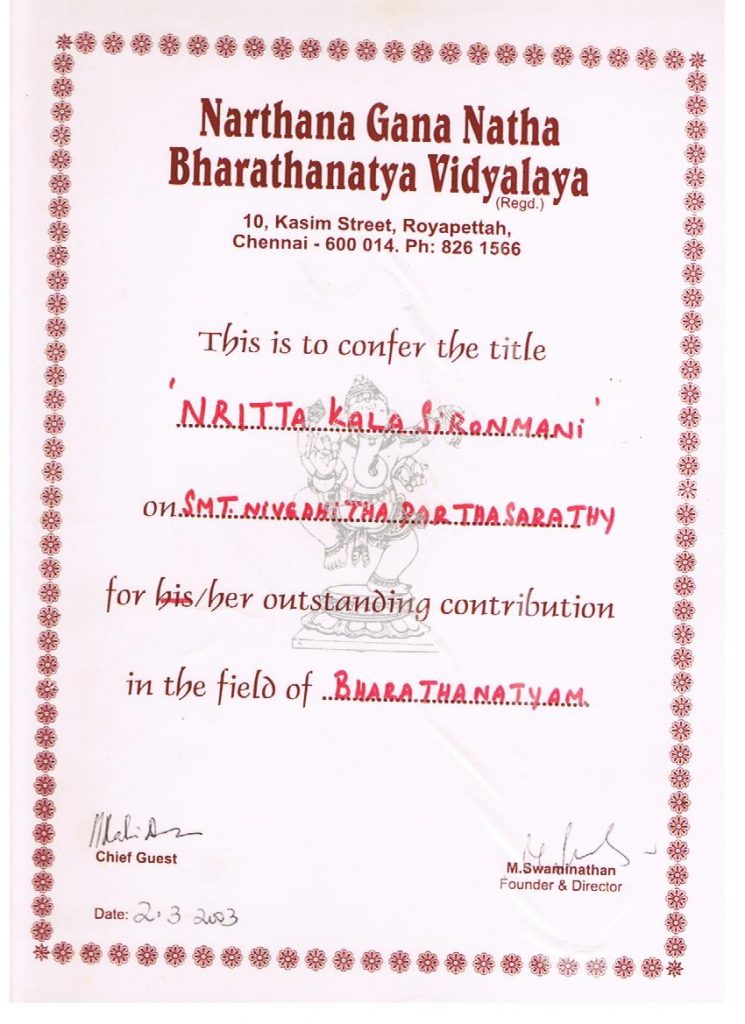 Narthana Gana Natha
Bharathanatya Vidyalaya
(Regd.)
10, Kasim Street, Royapettah,
Chennai - 600 014. Ph: 826 1566
This is to confer the title
'NRITTA KALA SIRONMANI'
on SMT. NIVEDHITHA PARTHASARATHY
for his/her outstanding contribution
in the field of BHARATHANATYAM.
Chief Guest
M.Swaminathan
Founder & Director
Date: 2.3.2003